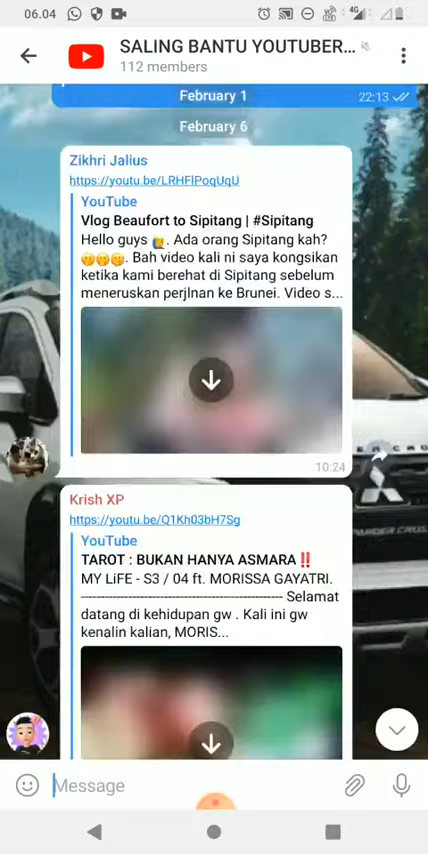 06.04
4G
SALING BANTU YOUTUBER...
112 members
February 1
22:13
February 6
Zikhri Jalius
https://youtu.be/LRHFlPoqUqU
YouTube
Vlog Beaufort to Sipitang | #Sipitang
Hello guys 🙋. Ada orang Sipitang kah?
🤭🤭🤭. Bah video kali ni saya kongsikan
ketika kami berehat di Sipitang sebelum
meneruskan perjlnan ke Brunei. Video s...
10:24
Krish XP
https://youtu.be/Q1Kh03bH7Sg
YouTube
TAROT : BUKAN HANYA ASMARA‼️
MY LiFE - S3 / 04 ft. MORISSA GAYATRI.
-------------------------------------------------- Selamat
datang di kehidupan gw . Kali ini gw
kenalin kalian, MORIS...
Message